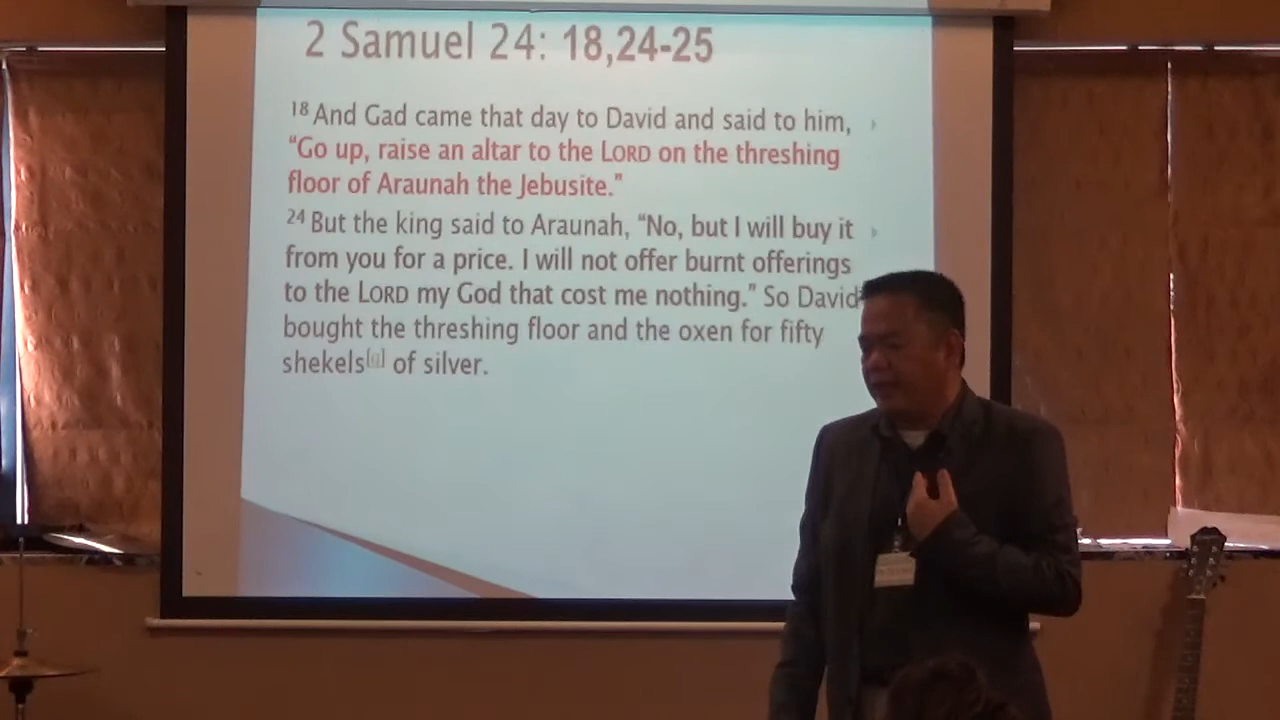 2 Samuel 24: 18,24-25
18 And Gad came that day to David and said to him,
“Go up, raise an altar to the LORD on the threshing
floor of Araunah the Jebusite.”
24 But the king said to Araunah, “No, but I will buy it
from you for a price. I will not offer burnt offerings
to the LORD my God that cost me nothing.” So David
bought the threshing floor and the oxen for fifty
shekels of silver.